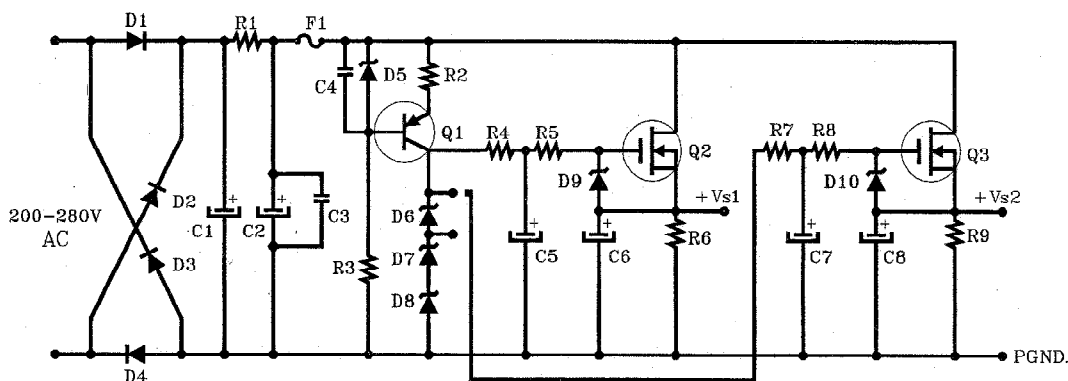 D1
R1
F1
C4
D5
R2
Q1
R4
R5
Q2
R7
R8
Q3
D9
D10
200-280V
AC
D2
D3
C1
C2
C3
R3
D6
D7
D8
C5
C6
+Vs1
R6
C7
C8
+Vs2
R9
D4
PGND.
+
+
+
+
+
+